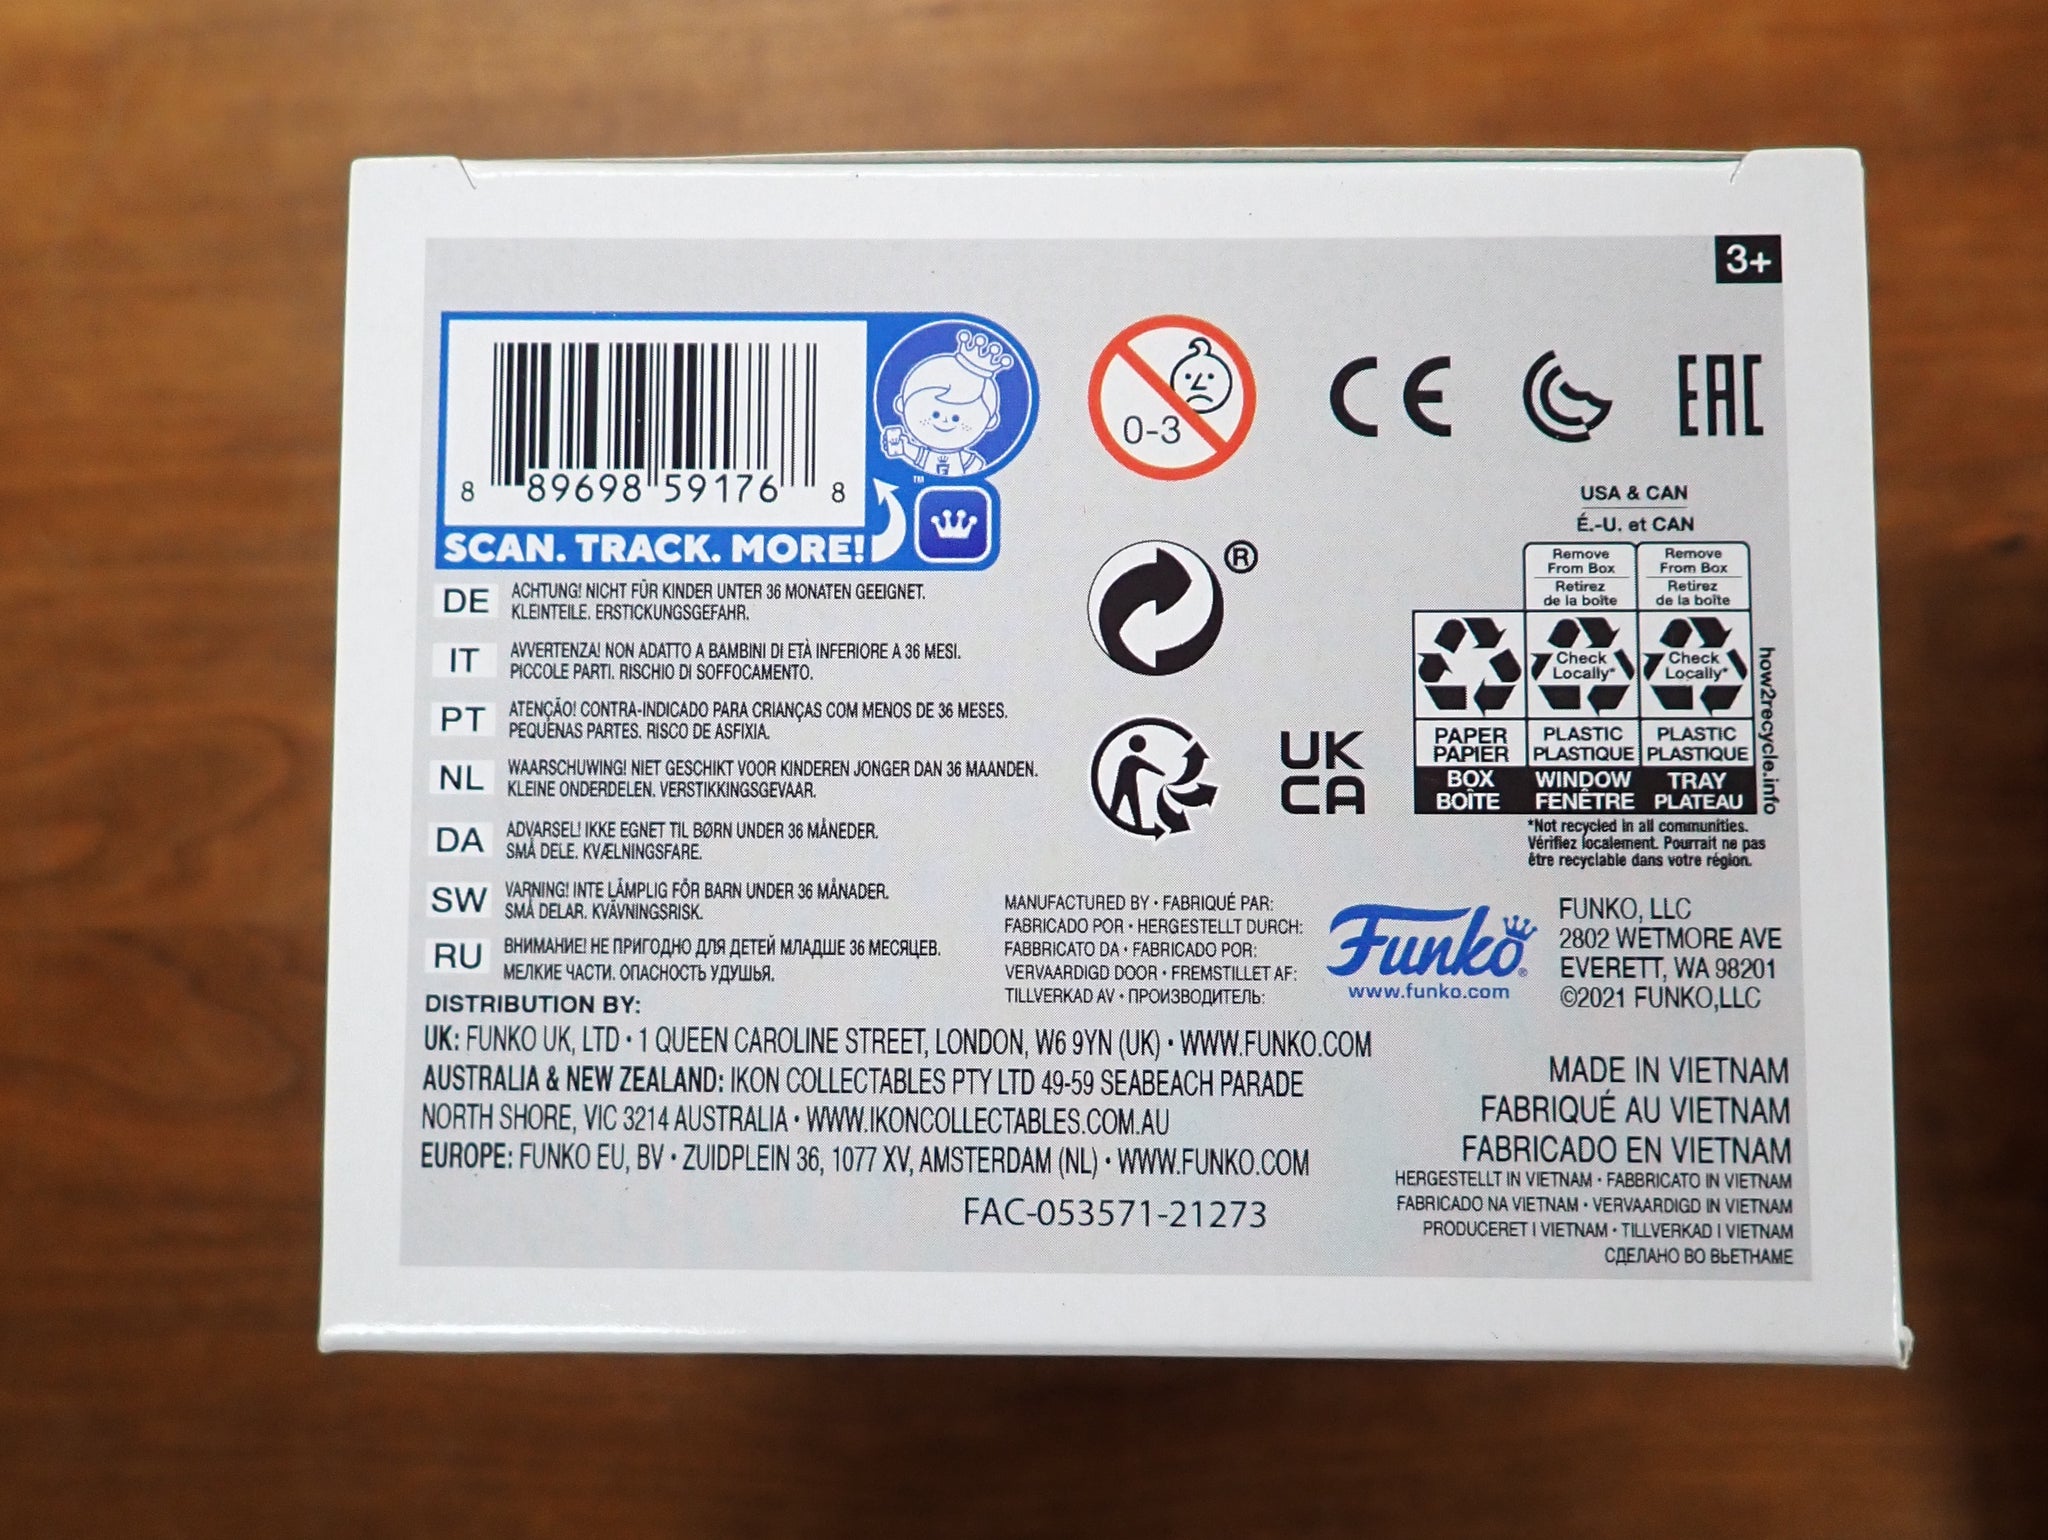 3+
8 89698 59176 8
SCAN. TRACK. MORE!
™
0-3
CE
EAC
®
UK
CA
USA & CAN
É.-U. et CAN
Remove From Box
Retirez de la boîte
Remove From Box
Retirez de la boîte
Check Locally*
Check Locally*
PAPER PAPIER
PLASTIC PLASTIQUE
PLASTIC PLASTIQUE
BOX BOÎTE
WINDOW FENÊTRE
TRAY PLATEAU
how2recycle.info
*Not recycled in all communities.
Vérifiez localement. Pourrait ne pas
être recyclable dans votre région.
DE ACHTUNG! NICHT FÜR KINDER UNTER 36 MONATEN GEEIGNET.
KLEINTEILE. ERSTICKUNGSGEFAHR.
IT AVVERTENZA! NON ADATTO A BAMBINI DI ETÀ INFERIORE A 36 MESI.
PICCOLE PARTI. RISCHIO DI SOFFOCAMENTO.
PT ATENÇÃO! CONTRA-INDICADO PARA CRIANÇAS COM MENOS DE 36 MESES.
PEQUENAS PARTES. RISCO DE ASFIXIA.
NL WAARSCHUWING! NIET GESCHIKT VOOR KINDEREN JONGER DAN 36 MAANDEN.
KLEINE ONDERDELEN. VERSTIKKINGSGEVAAR.
DA ADVARSEL! IKKE EGNET TIL BØRN UNDER 36 MÅNEDER.
SMÅ DELE. KVÆLNINGSFARE.
SW VARNING! INTE LÄMPLIG FÖR BARN UNDER 36 MÅNADER.
SMÅ DELAR. KVÄVNINGSRISK.
RU ВНИМАНИЕ! НЕ ПРИГОДНО ДЛЯ ДЕТЕЙ МЛАДШЕ 36 МЕСЯЦЕВ.
МЕЛКИЕ ЧАСТИ. ОПАСНОСТЬ УДУШЬЯ.
MANUFACTURED BY • FABRIQUÉ PAR:
FABRICADO POR • HERGESTELLT DURCH:
FABBRICATO DA • FABRICADO POR:
VERVAARDIGD DOOR • FREMSTILLET AF:
TILLVERKAD AV • ПРОИЗВОДИТЕЛЬ:
Funko®
www.funko.com
FUNKO, LLC
2802 WETMORE AVE
EVERETT, WA 98201
©2021 FUNKO,LLC
DISTRIBUTION BY:
UK: FUNKO UK, LTD • 1 QUEEN CAROLINE STREET, LONDON, W6 9YN (UK) • WWW.FUNKO.COM
AUSTRALIA & NEW ZEALAND: IKON COLLECTABLES PTY LTD 49-59 SEABEACH PARADE
NORTH SHORE, VIC 3214 AUSTRALIA • WWW.IKONCOLLECTABLES.COM.AU
EUROPE: FUNKO EU, BV • ZUIDPLEIN 36, 1077 XV, AMSTERDAM (NL) • WWW.FUNKO.COM
FAC-053571-21273
MADE IN VIETNAM
FABRIQUÉ AU VIETNAM
FABRICADO EN VIETNAM
HERGESTELLT IN VIETNAM • FABBRICATO IN VIETNAM
FABRICADO NA VIETNAM • VERVAARDIGD IN VIETNAM
PRODUCERET I VIETNAM • TILLVERKAD I VIETNAM
СДЕЛАНО ВО ВЬЕТНАМЕ